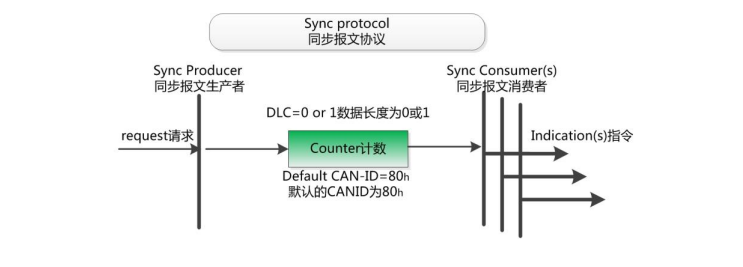 Sync protocol
同步报文协议
Sync Producer
同步报文生产者
Sync Consumer(s)
同步报文消费者
DLC=0 or 1数据长度为0或1
request请求
Counter计数
Indication(s)指令
Default CAN-ID=80h
默认的CANID为80h